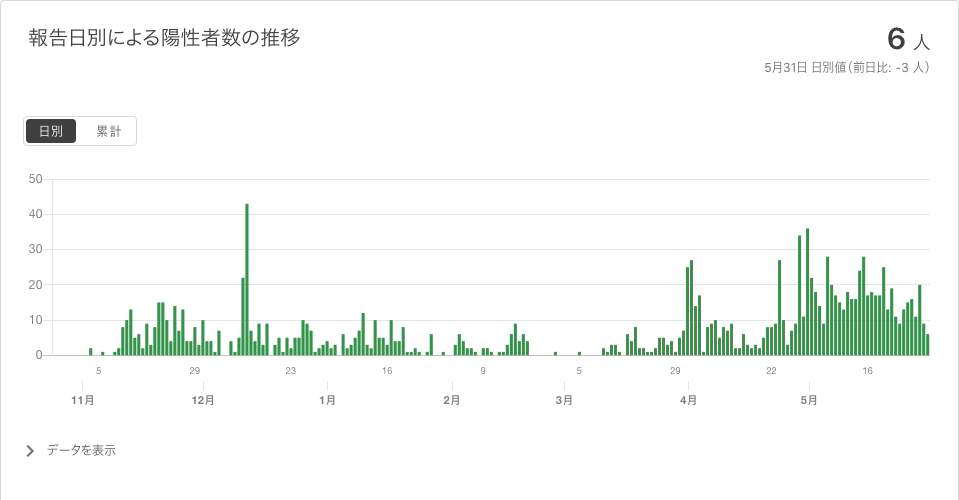 報告日別による陽性者数の推移
6 人
5月31日 日別値（前日比: -3 人）
日別 累計
50
40
30
20
10
0
5 29 23 16 9 5 29 22 16
11月 12月 1月 2月 3月 4月 5月
データを表示